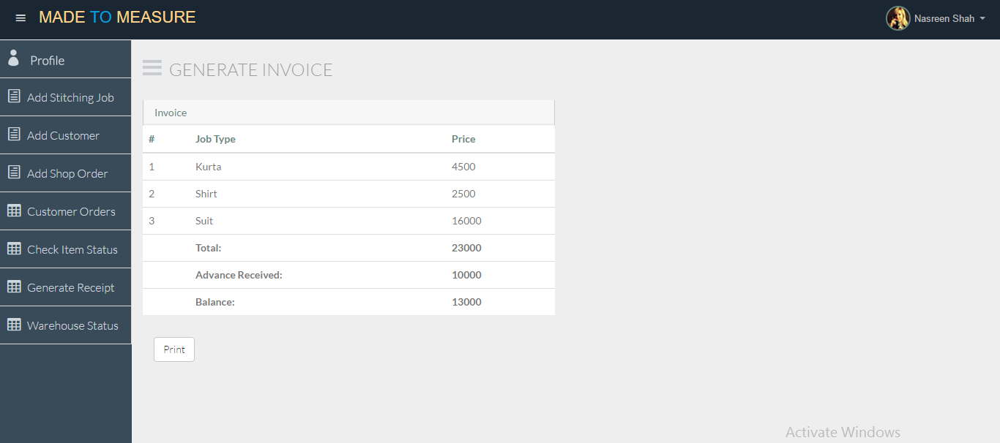 MADE TO MEASURE
Nasreen Shah
Profile
Add Stitching Job
Add Customer
Add Shop Order
Customer Orders
Check Item Status
Generate Receipt
Warehouse Status
GENERATE INVOICE
Invoice
# Job Type Price
1 Kurta 4500
2 Shirt 2500
3 Suit 16000
Total: 23000
Advance Received: 10000
Balance: 13000
Print
Activate Windows